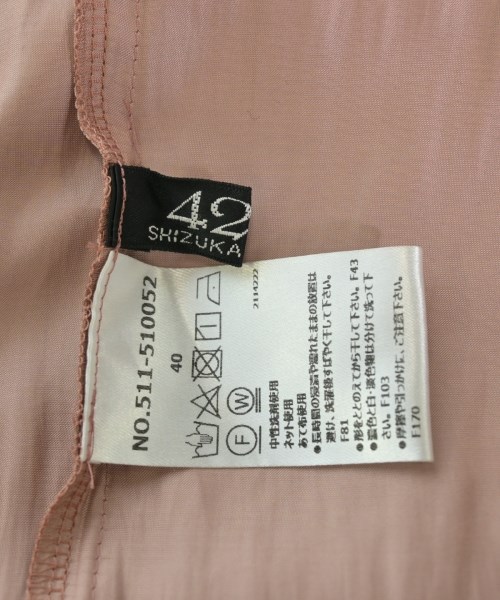 42
SHIZUKA
NO.511-510052
40
2114222
F
W
中性洗剤使用
ネット使用
あて布使用
●長時間の浸漬や濡れたままの放置は
避け、洗濯後すばやく干して下さい。
F81
●形をととのえてから干して下さい。F43
●濃色と白・淡色物は分けて洗って下
さい。F103
●摩擦や引っかけに、ご注意下さい。
F170